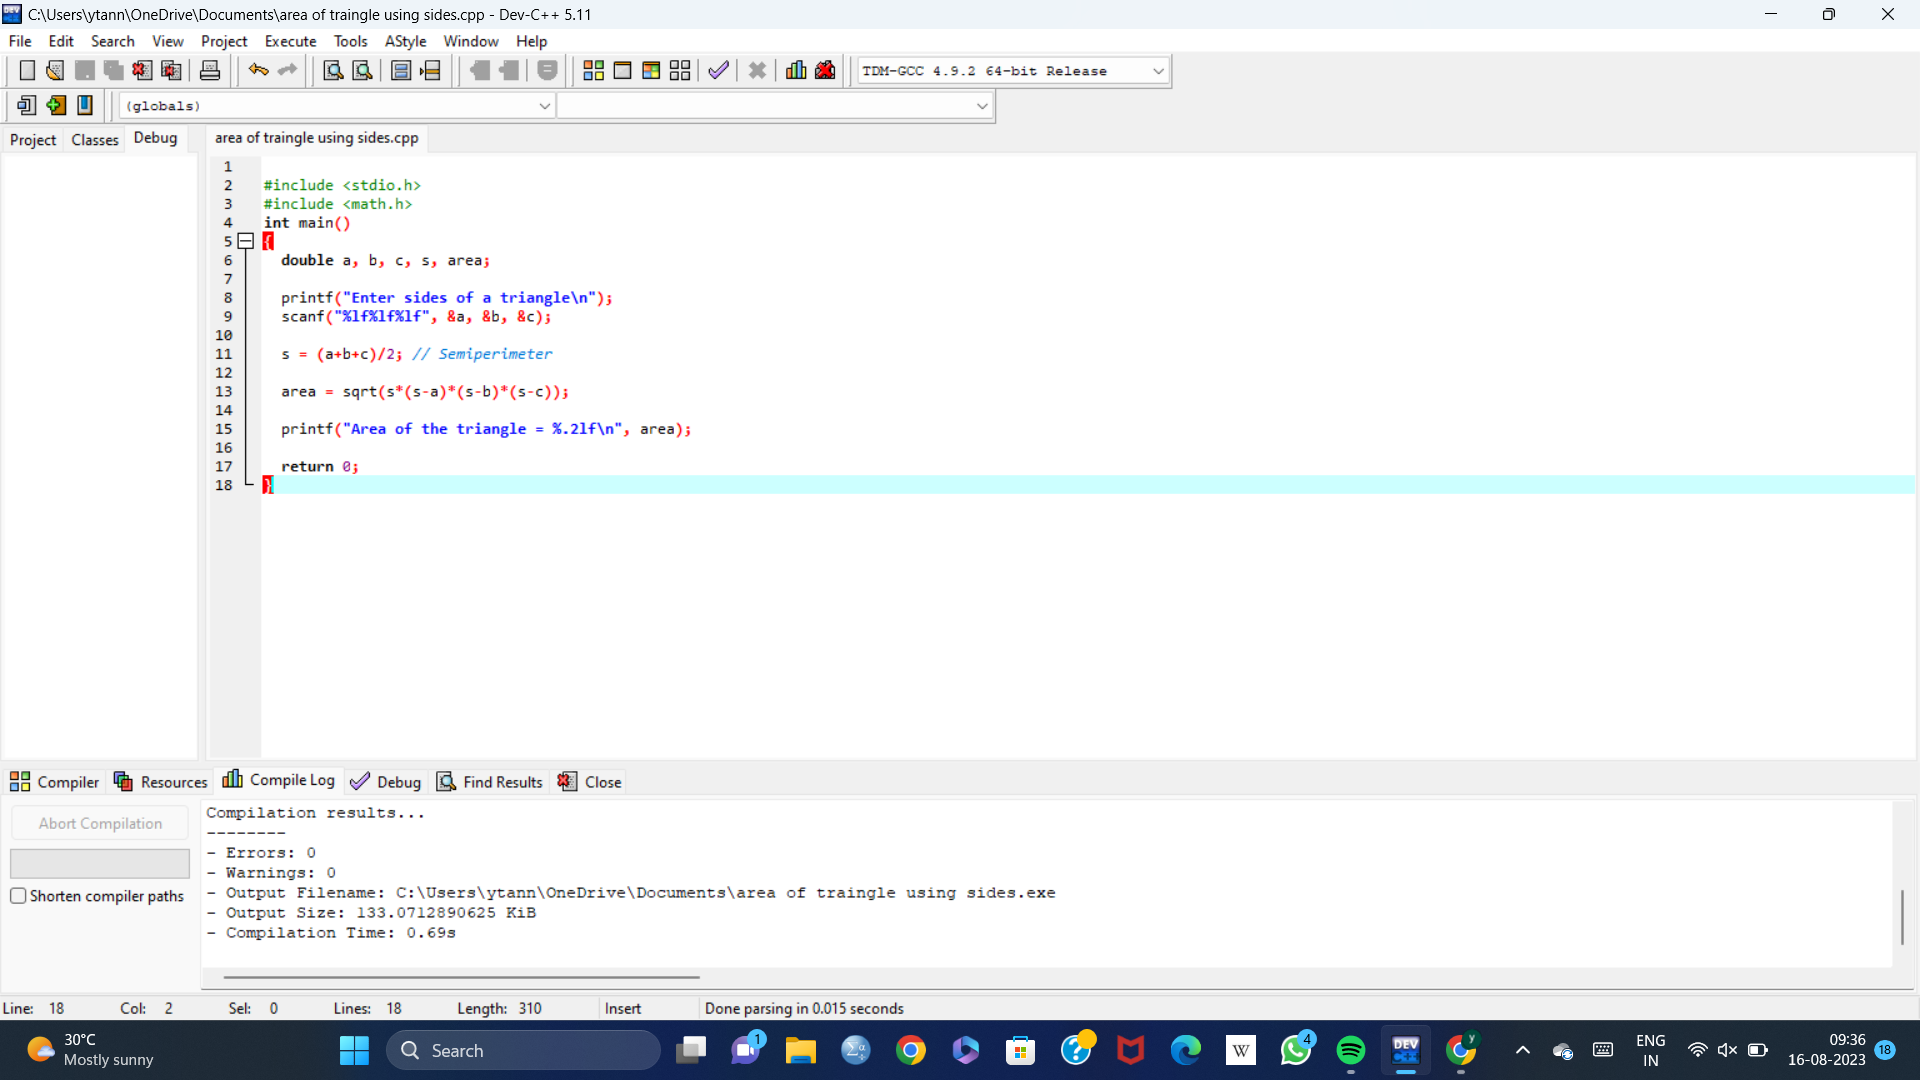 C:\Users\ytann\OneDrive\Documents\area of traingle using sides.cpp - Dev-C++ 5.11
File Edit Search View Project Execute Tools AStyle Window Help
TDM-GCC 4.9.2 64-bit Release
(globals)
Project Classes Debug area of traingle using sides.cpp
1
2 #include <stdio.h>
3 #include <math.h>
4 int main()
5 {
6 double a, b, c, s, area;
7
8 printf("Enter sides of a triangle\n");
9 scanf("%lf%lf%lf", &a, &b, &c);
10
11 s = (a+b+c)/2; // Semiperimeter
12
13 area = sqrt(s*(s-a)*(s-b)*(s-c));
14
15 printf("Area of the triangle = %.2lf\n", area);
16
17 return 0;
18 }
Compiler Resources Compile Log Debug Find Results Close
Abort Compilation
Shorten compiler paths
Compilation results...
--------
- Errors: 0
- Warnings: 0
- Output Filename: C:\Users\ytann\OneDrive\Documents\area of traingle using sides.exe
- Output Size: 133.0712890625 KiB
- Compilation Time: 0.69s
Line: 18 Col: 2 Sel: 0 Lines: 18 Length: 310 Insert Done parsing in 0.015 seconds
30°C
Mostly sunny
Search
1
W
4
DEV
y
ENG
IN
09:36
16-08-2023
18